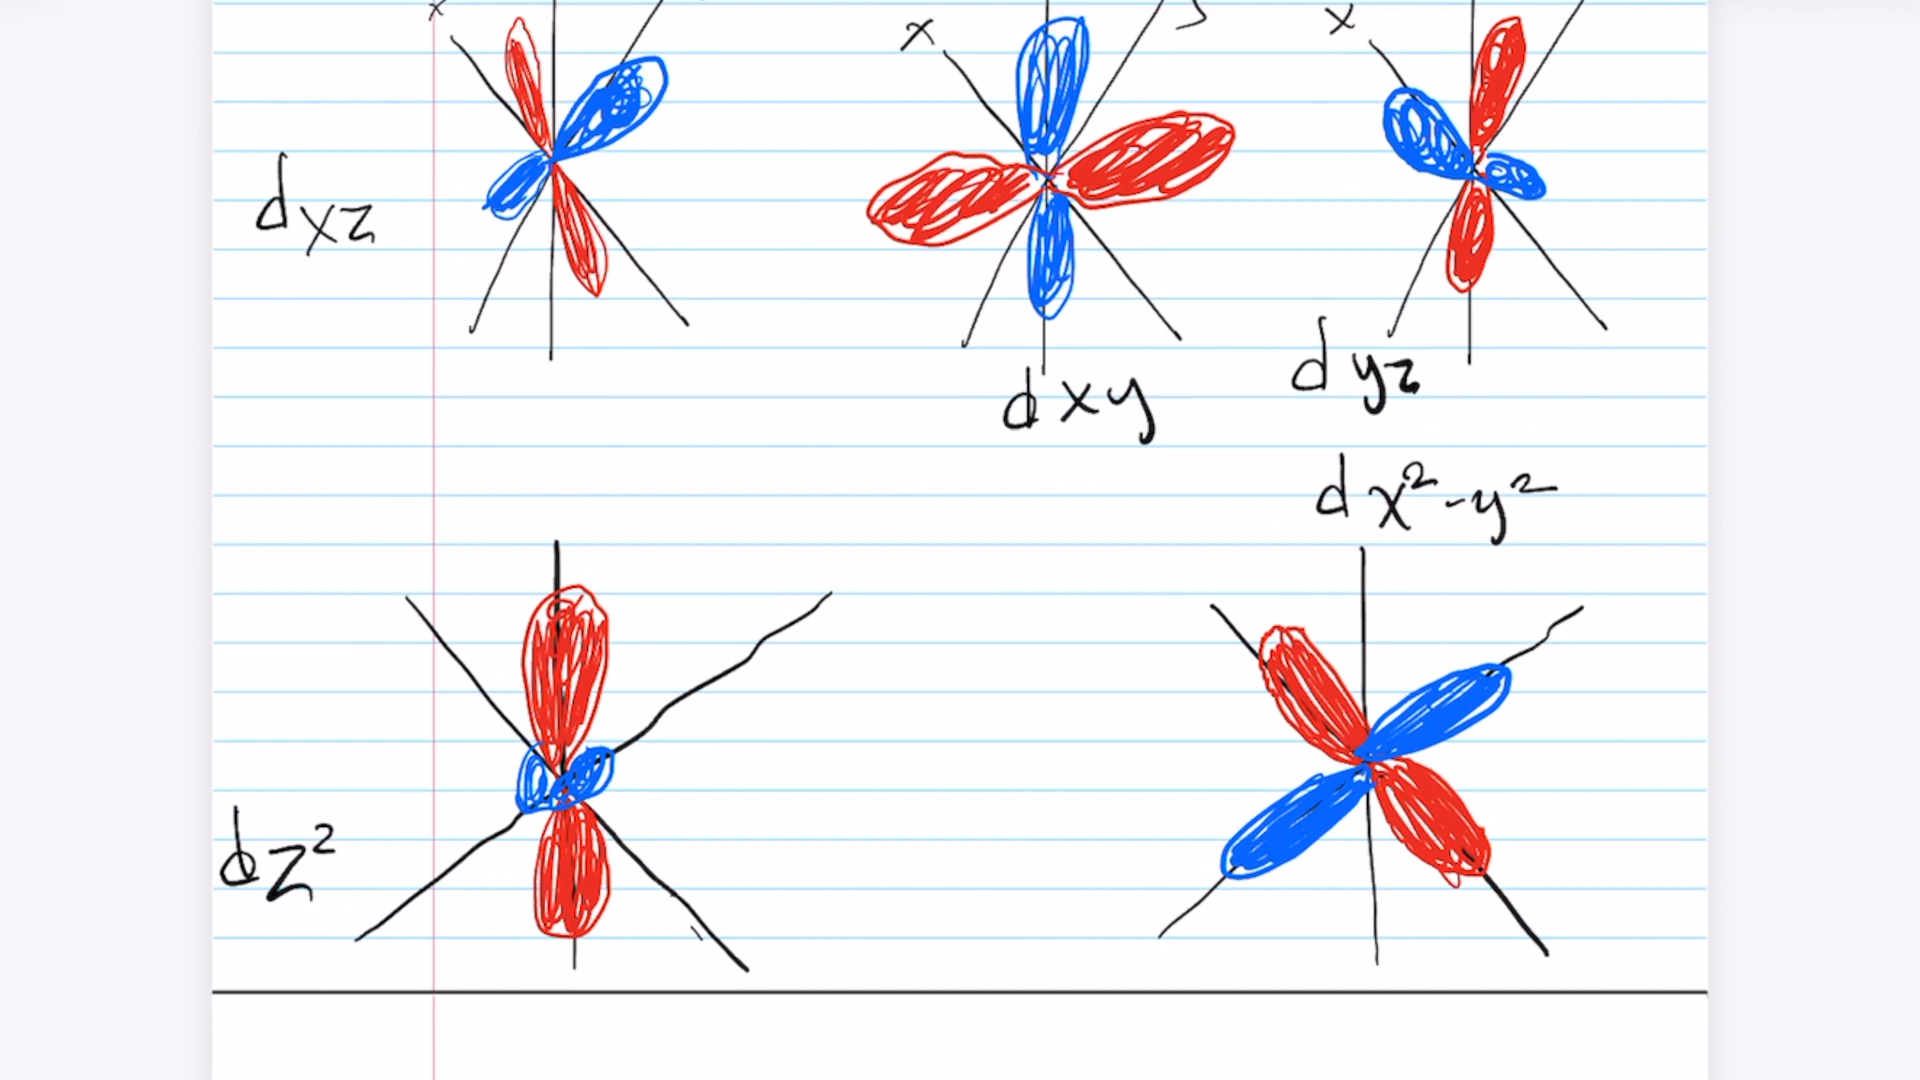 x
x y
x
dxz
dxy
dyz
dx²-y²
dz²